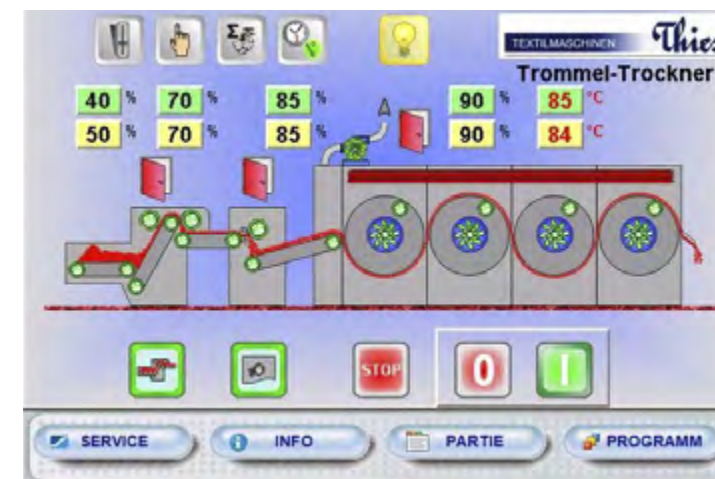 TEXTILMASCHINEN Thies
Trommel-Trockner
40 % 70 % 85 % 90 % 85 °C
50 % 70 % 85 % 90 % 84 °C
STOP 0 I
SERVICE INFO PARTIE PROGRAMM